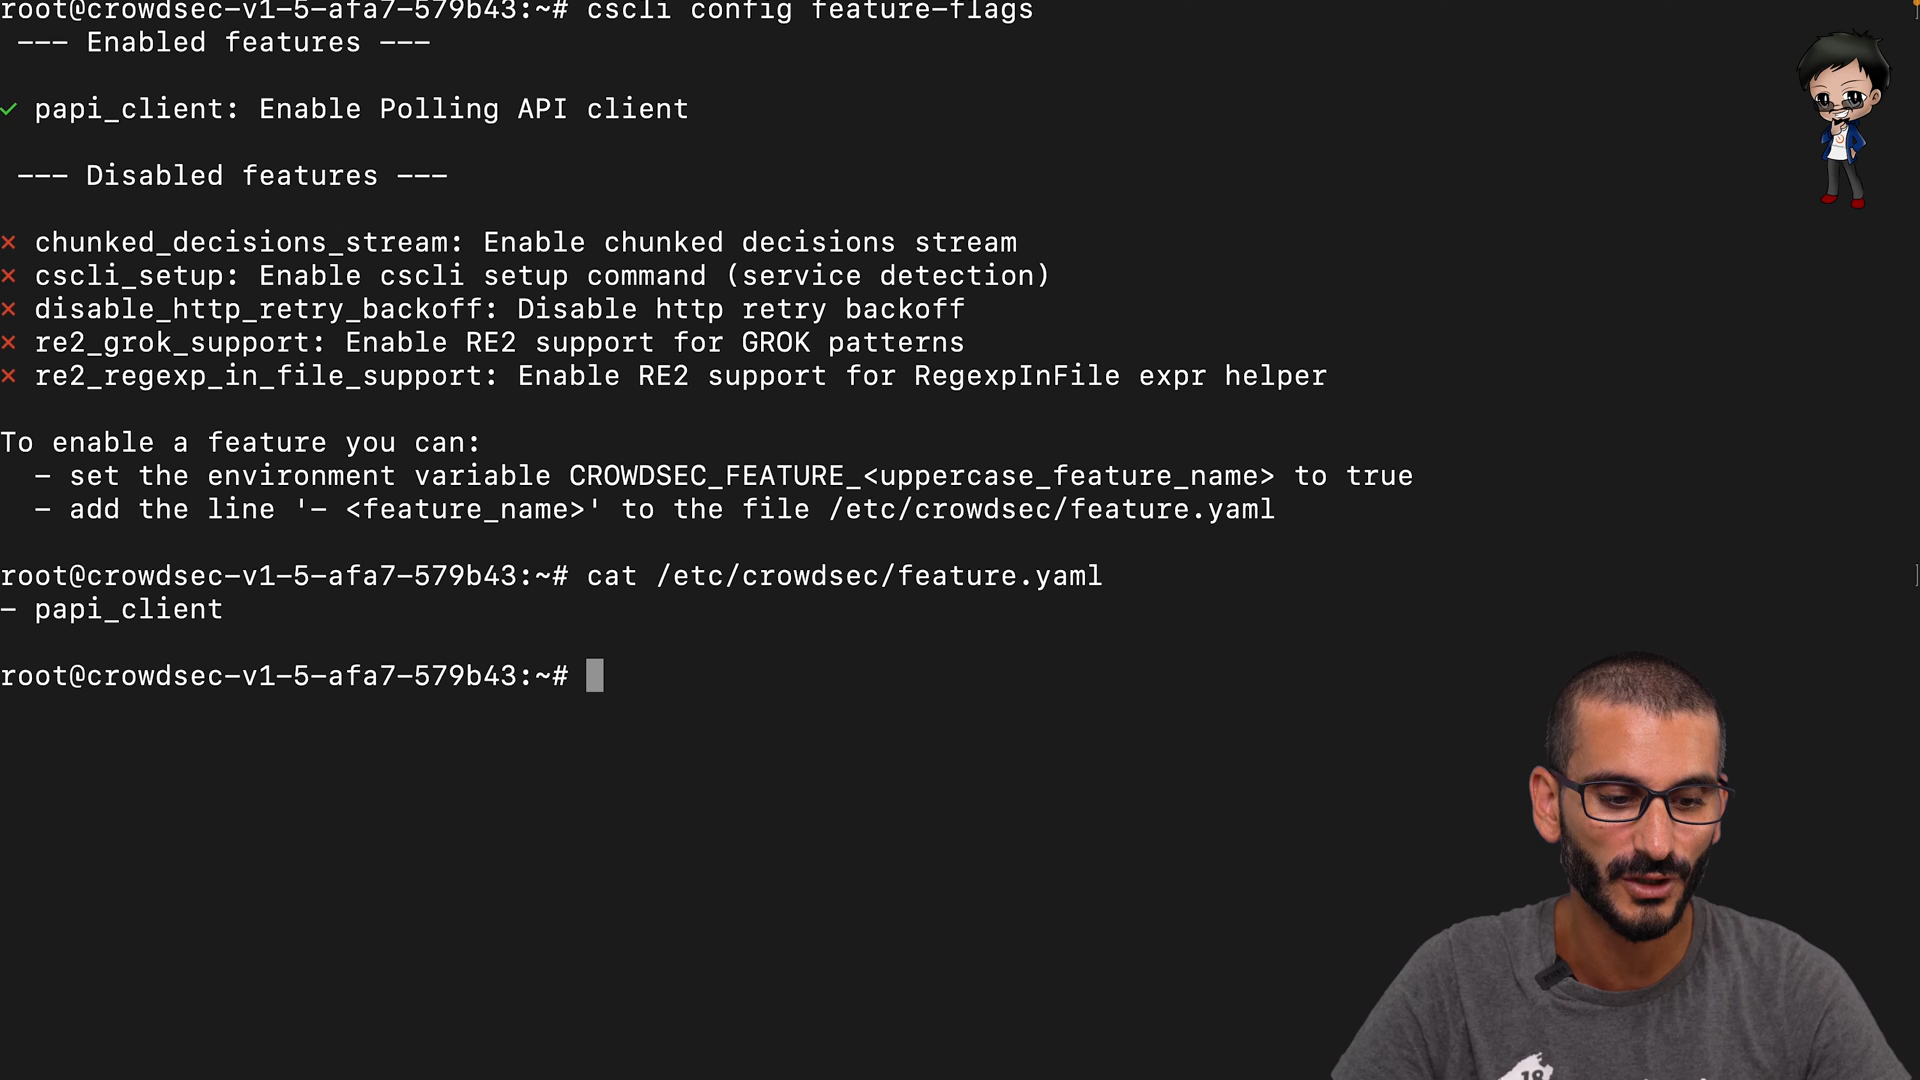 root@crowdsec-v1-5-afa7-579b43:~# cscli config feature-flags
--- Enabled features ---
✓ papi_client: Enable Polling API client
--- Disabled features ---
✗ chunked_decisions_stream: Enable chunked decisions stream
✗ cscli_setup: Enable cscli setup command (service detection)
✗ disable_http_retry_backoff: Disable http retry backoff
✗ re2_grok_support: Enable RE2 support for GROK patterns
✗ re2_regexp_in_file_support: Enable RE2 support for RegexpInFile expr helper
To enable a feature you can:
- set the environment variable CROWDSEC_FEATURE_<uppercase_feature_name> to true
- add the line '- <feature_name>' to the file /etc/crowdsec/feature.yaml
root@crowdsec-v1-5-afa7-579b43:~# cat /etc/crowdsec/feature.yaml
- papi_client
root@crowdsec-v1-5-afa7-579b43:~#
18